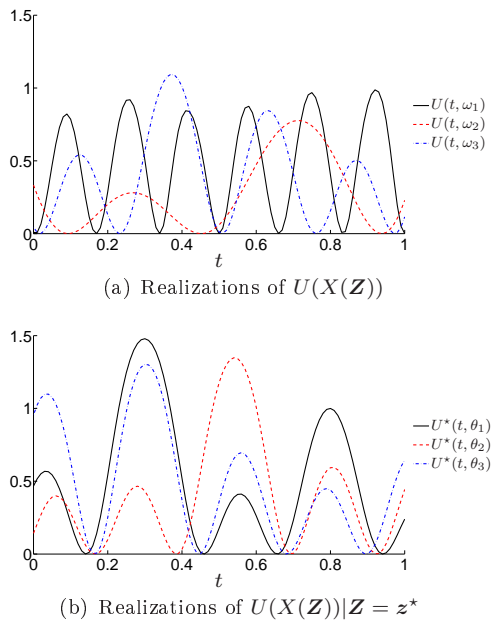 1.5
1
0.5
0
0 0.2 0.4 0.6 0.8 1
t
U(t, ω₁)
U(t, ω₂)
U(t, ω₃)
(a) Realizations of U(X(Z))
1.5
1
0.5
0
0 0.2 0.4 0.6 0.8 1
t
U⋆(t, θ₁)
U⋆(t, θ₂)
U⋆(t, θ₃)
(b) Realizations of U(X(Z))|Z = z⋆